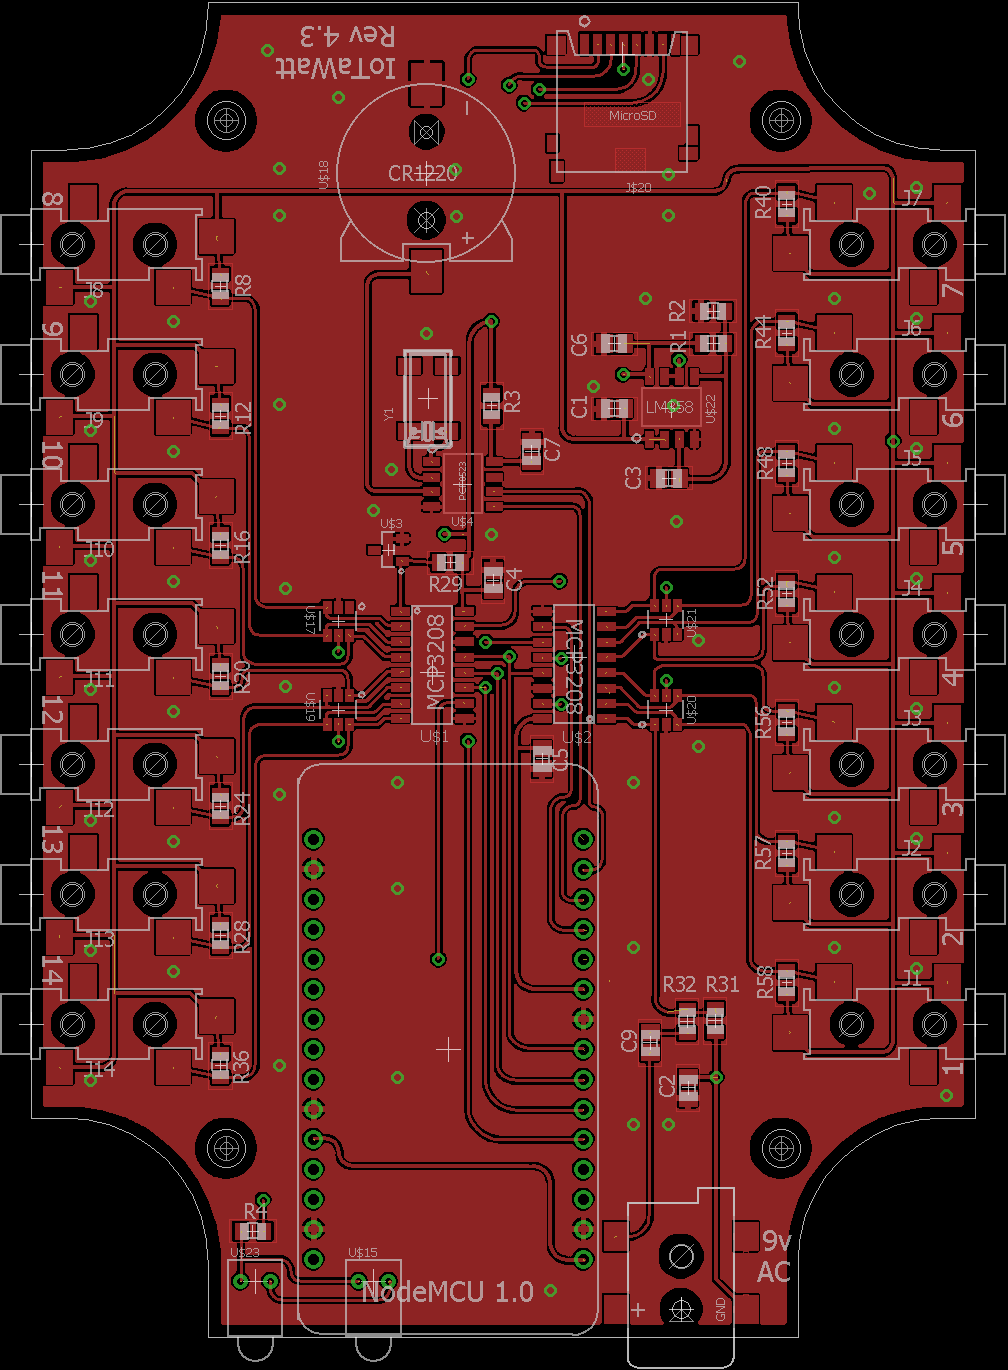 IoTaWatt
Rev 4.3
MicroSD
U$18
CR1220
J$20
+
8
R8
J8
9
R12
J9
10
R16
J10
11
R20
J11
12
R24
J12
13
R28
J13
14
R36
J14
R40
J7
7
R44
J6
6
R48
J5
5
R52
J4
4
R56
J3
3
R57
J2
2
R58
J1
1
R2
R1
C6
C1
U$22
C3
Y1
R3
C7
U$4
U$3
R29
C4
U$17
U$19
MCP3208
U$1
MCP3208
U$2
U$21
U$20
C5
R32
R31
C9
C2
R4
U$23
U$15
NodeMCU 1.0
9v
AC
+
GND